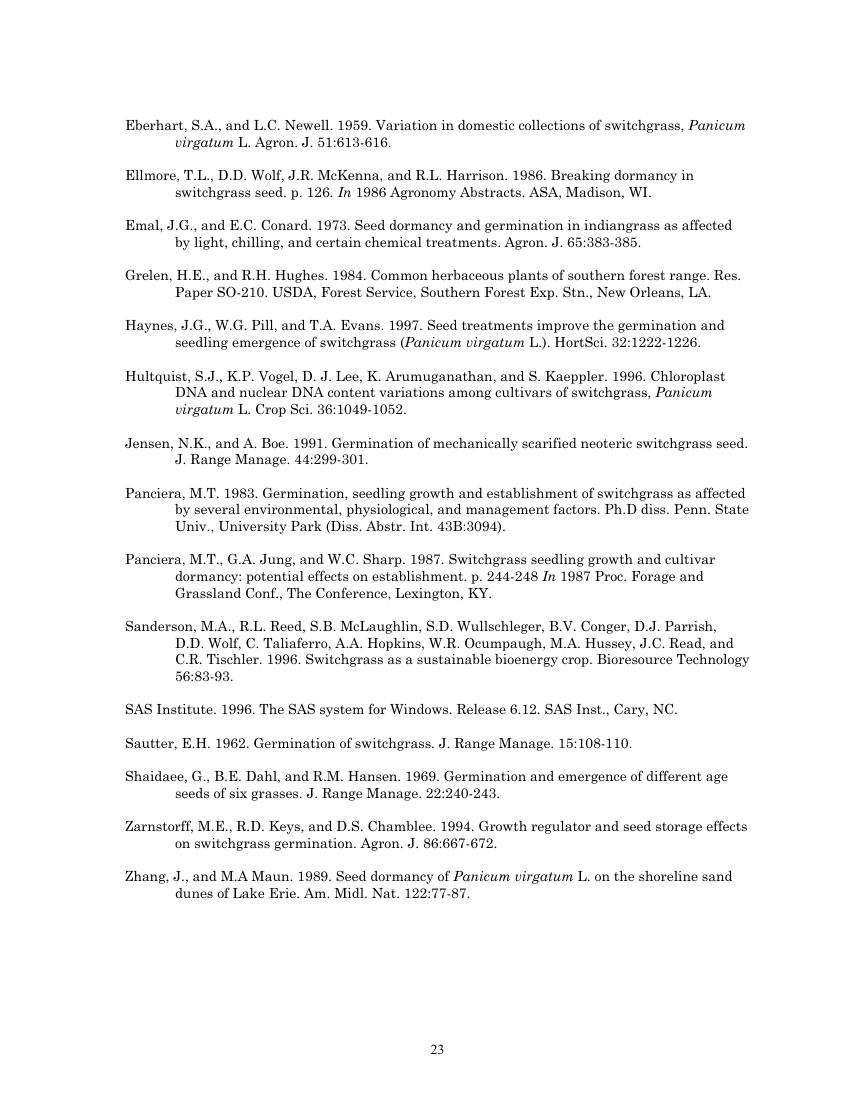 Eberhart, S.A., and L.C. Newell. 1959. Variation in domestic collections of switchgrass, Panicum
virgatum L. Agron. J. 51:613-616.
Ellmore, T.L., D.D. Wolf, J.R. McKenna, and R.L. Harrison. 1986. Breaking dormancy in
switchgrass seed. p. 126. In 1986 Agronomy Abstracts. ASA, Madison, WI.
Emal, J.G., and E.C. Conard. 1973. Seed dormancy and germination in indiangrass as affected
by light, chilling, and certain chemical treatments. Agron. J. 65:383-385.
Grelen, H.E., and R.H. Hughes. 1984. Common herbaceous plants of southern forest range. Res.
Paper SO-210. USDA, Forest Service, Southern Forest Exp. Stn., New Orleans, LA.
Haynes, J.G., W.G. Pill, and T.A. Evans. 1997. Seed treatments improve the germination and
seedling emergence of switchgrass (Panicum virgatum L.). HortSci. 32:1222-1226.
Hultquist, S.J., K.P. Vogel, D. J. Lee, K. Arumuganathan, and S. Kaeppler. 1996. Chloroplast
DNA and nuclear DNA content variations among cultivars of switchgrass, Panicum
virgatum L. Crop Sci. 36:1049-1052.
Jensen, N.K., and A. Boe. 1991. Germination of mechanically scarified neoteric switchgrass seed.
J. Range Manage. 44:299-301.
Panciera, M.T. 1983. Germination, seedling growth and establishment of switchgrass as affected
by several environmental, physiological, and management factors. Ph.D diss. Penn. State
Univ., University Park (Diss. Abstr. Int. 43B:3094).
Panciera, M.T., G.A. Jung, and W.C. Sharp. 1987. Switchgrass seedling growth and cultivar
dormancy: potential effects on establishment. p. 244-248 In 1987 Proc. Forage and
Grassland Conf., The Conference, Lexington, KY.
Sanderson, M.A., R.L. Reed, S.B. McLaughlin, S.D. Wullschleger, B.V. Conger, D.J. Parrish,
D.D. Wolf, C. Taliaferro, A.A. Hopkins, W.R. Ocumpaugh, M.A. Hussey, J.C. Read, and
C.R. Tischler. 1996. Switchgrass as a sustainable bioenergy crop. Bioresource Technology
56:83-93.
SAS Institute. 1996. The SAS system for Windows. Release 6.12. SAS Inst., Cary, NC.
Sautter, E.H. 1962. Germination of switchgrass. J. Range Manage. 15:108-110.
Shaidaee, G., B.E. Dahl, and R.M. Hansen. 1969. Germination and emergence of different age
seeds of six grasses. J. Range Manage. 22:240-243.
Zarnstorff, M.E., R.D. Keys, and D.S. Chamblee. 1994. Growth regulator and seed storage effects
on switchgrass germination. Agron. J. 86:667-672.
Zhang, J., and M.A Maun. 1989. Seed dormancy of Panicum virgatum L. on the shoreline sand
dunes of Lake Erie. Am. Midl. Nat. 122:77-87.
23